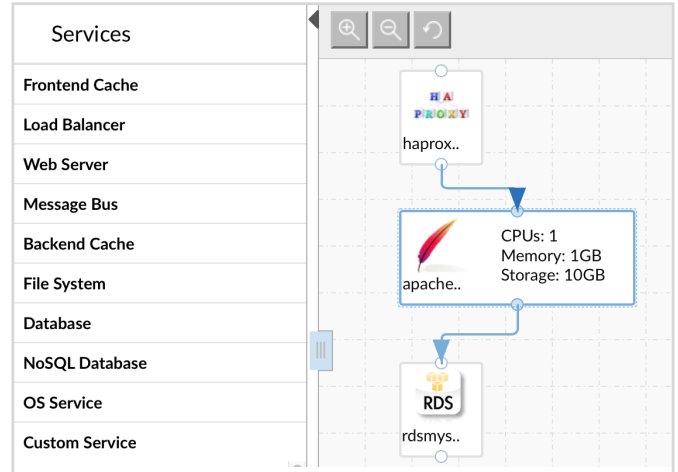 Services
Frontend Cache
Load Balancer
Web Server
Message Bus
Backend Cache
File System
Database
NoSQL Database
OS Service
Custom Service
HA
PROXY
haprox..
CPUs: 1
Memory: 1GB
Storage: 10GB
apache..
RDS
rdsmys..